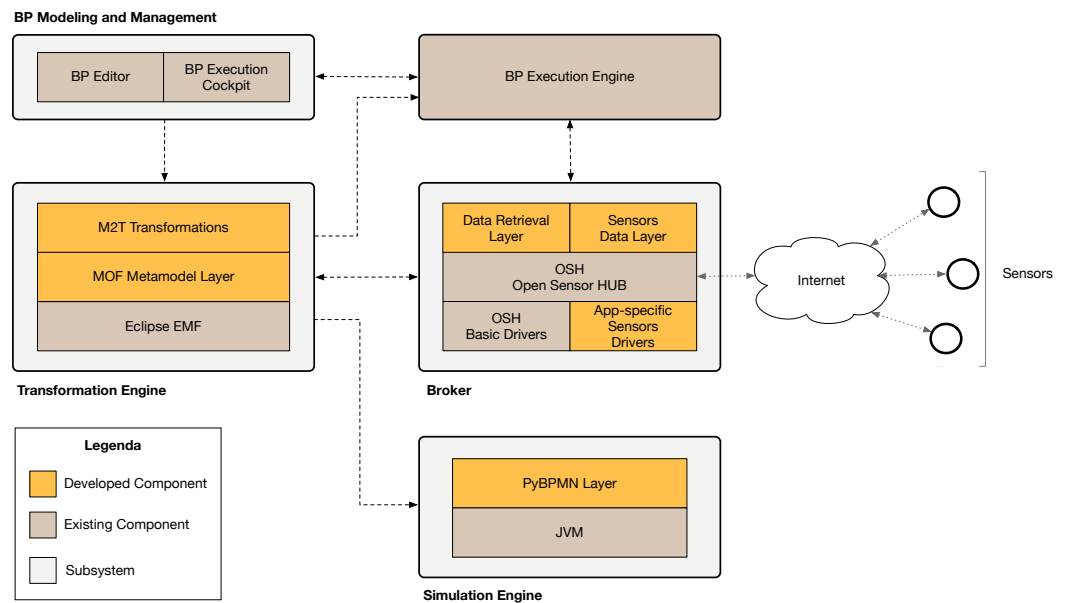 BP Modeling and Management
BP Editor
BP Execution
Cockpit
BP Execution Engine
M2T Transformations
MOF Metamodel Layer
Eclipse EMF
Transformation Engine
Data Retrieval
Layer
Sensors
Data Layer
OSH
Open Sensor HUB
OSH
Basic Drivers
App-specific
Sensors
Drivers
Broker
Internet
Sensors
Legenda
Developed Component
Existing Component
Subsystem
PyBPMN Layer
JVM
Simulation Engine